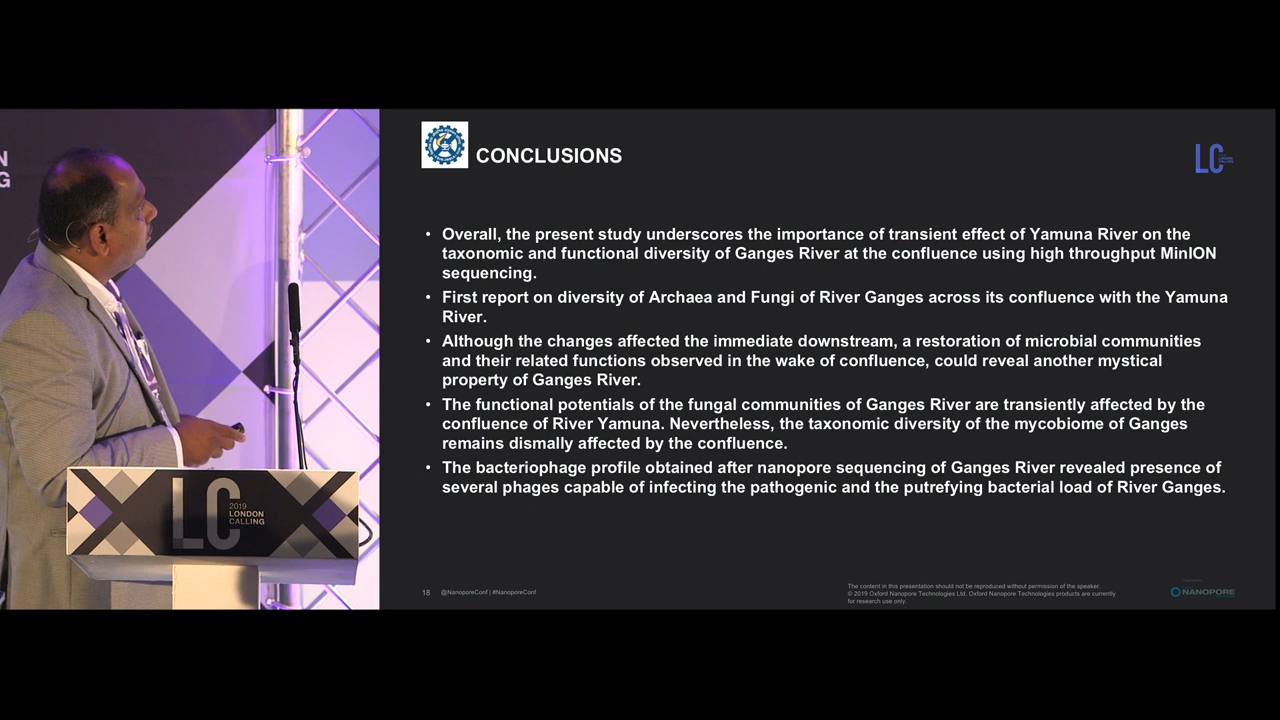 N
G
2019
LONDON
CALLING
LC
CONCLUSIONS
LC
LONDON
CALLING
• Overall, the present study underscores the importance of transient effect of Yamuna River on the
taxonomic and functional diversity of Ganges River at the confluence using high throughput MinION
sequencing.
• First report on diversity of Archaea and Fungi of River Ganges across its confluence with the Yamuna
River.
• Although the changes affected the immediate downstream, a restoration of microbial communities
and their related functions observed in the wake of confluence, could reveal another mystical
property of Ganges River.
• The functional potentials of the fungal communities of Ganges River are transiently affected by the
confluence of River Yamuna. Nevertheless, the taxonomic diversity of the mycobiome of Ganges
remains dismally affected by the confluence.
• The bacteriophage profile obtained after nanopore sequencing of Ganges River revealed presence of
several phages capable of infecting the pathogenic and the putrefying bacterial load of River Ganges.
18 @NanoporeConf | #NanoporeConf
The content in this presentation should not be reproduced without permission of the speaker.
© 2019 Oxford Nanopore Technologies Ltd. Oxford Nanopore Technologies products are currently
for research use only.
NANOPORE